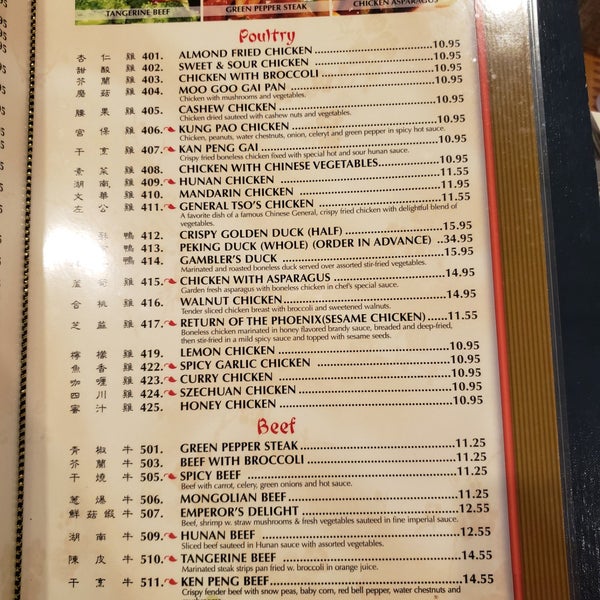 TANGERINE BEEF GREEN PEPPER STEAK CHICKEN ASPARAGUS
Poultry
杏仁雞 401. ALMOND FRIED CHICKEN 10.95
甜酸雞 402. SWEET & SOUR CHICKEN 10.95
芥蘭雞 403. CHICKEN WITH BROCCOLI 10.95
蘑菇雞 404. MOO GOO GAI PAN 10.95
Chicken with mushrooms and vegetables.
腰果雞 405. CASHEW CHICKEN 10.95
Chicken dried sauteed with cashew nuts and vegetables.
宮保雞 406. KUNG PAO CHICKEN 10.95
Chicken, peanuts, water chestnuts, onion, celeryt and green pepper in spicy hot sauce.
干烹雞 407. KAN PENG GAI 10.95
Crispy fried boneless chicken fixed with special hot and sour hunan sauce.
素菜雞 408. CHICKEN WITH CHINESE VEGETABLES 10.95
湖南雞 409. HUNAN CHICKEN 11.55
文華雞 410. MANDARIN CHICKEN 11.95
左公雞 411. GENERAL TSO'S CHICKEN 11.55
A favorite dish of a famous Chinese General, crispy fried chicken with delightful blend of
vegetables.
鴨 412. CRISPY GOLDEN DUCK (HALF) 15.95
鴨 413. PEKING DUCK (WHOLE) (ORDER IN ADVANCE) 34.95
鴨 414. GAMBLER'S DUCK 15.95
Marinated and roasted boneless duck served over assorted stir-fried vegetables.
蘆筍雞 415. CHICKEN WITH ASPARAGUS 14.95
Garden fresh asparagus with boneless chicken in chef's special sauce.
合桃雞 416. WALNUT CHICKEN 14.95
Tender sliced chicken breast with broccoli and sweetened walnuts.
芝蔴雞 417. RETURN OF THE PHOENIX(SESAME CHICKEN) 11.55
Boneless chicken marinated in honey flavored brandy sauce, breaded and deep-fried,
then stir-fried in a mild spicy sauce and topped with sesame seeds.
檸檬雞 419. LEMON CHICKEN 10.95
魚香雞 422. SPICY GARLIC CHICKEN 10.95
咖喱雞 423. CURRY CHICKEN 10.95
四川雞 424. SZECHUAN CHICKEN 10.95
蜜汁雞 425. HONEY CHICKEN 10.95
Beef
青椒牛 501. GREEN PEPPER STEAK 11.25
芥蘭牛 503. BEEF WITH BROCCOLI 11.25
干燒牛 505. SPICY BEEF 11.25
Beef with carrot, celery, green onions and hot sauce.
蔥爆牛 506. MONGOLIAN BEEF 11.25
鮮菇蝦牛 507. EMPEROR'S DELIGHT 12.55
Beef, shrimp w. straw mushrooms & fresh vegetables sauteed in fine imperial sauce.
湖南牛 509. HUNAN BEEF 12.55
Sliced beef sauteed in Hunan sauce with assorted vegetables.
陳皮牛 510. TANGERINE BEEF 14.55
Marinated steak strips pan fried w. broccoli in orange juice.
干烹牛 511. KEN PENG BEEF 14.55
Crispy fender beef with snow peas, baby corn, red bell pepper, water chestnuts and